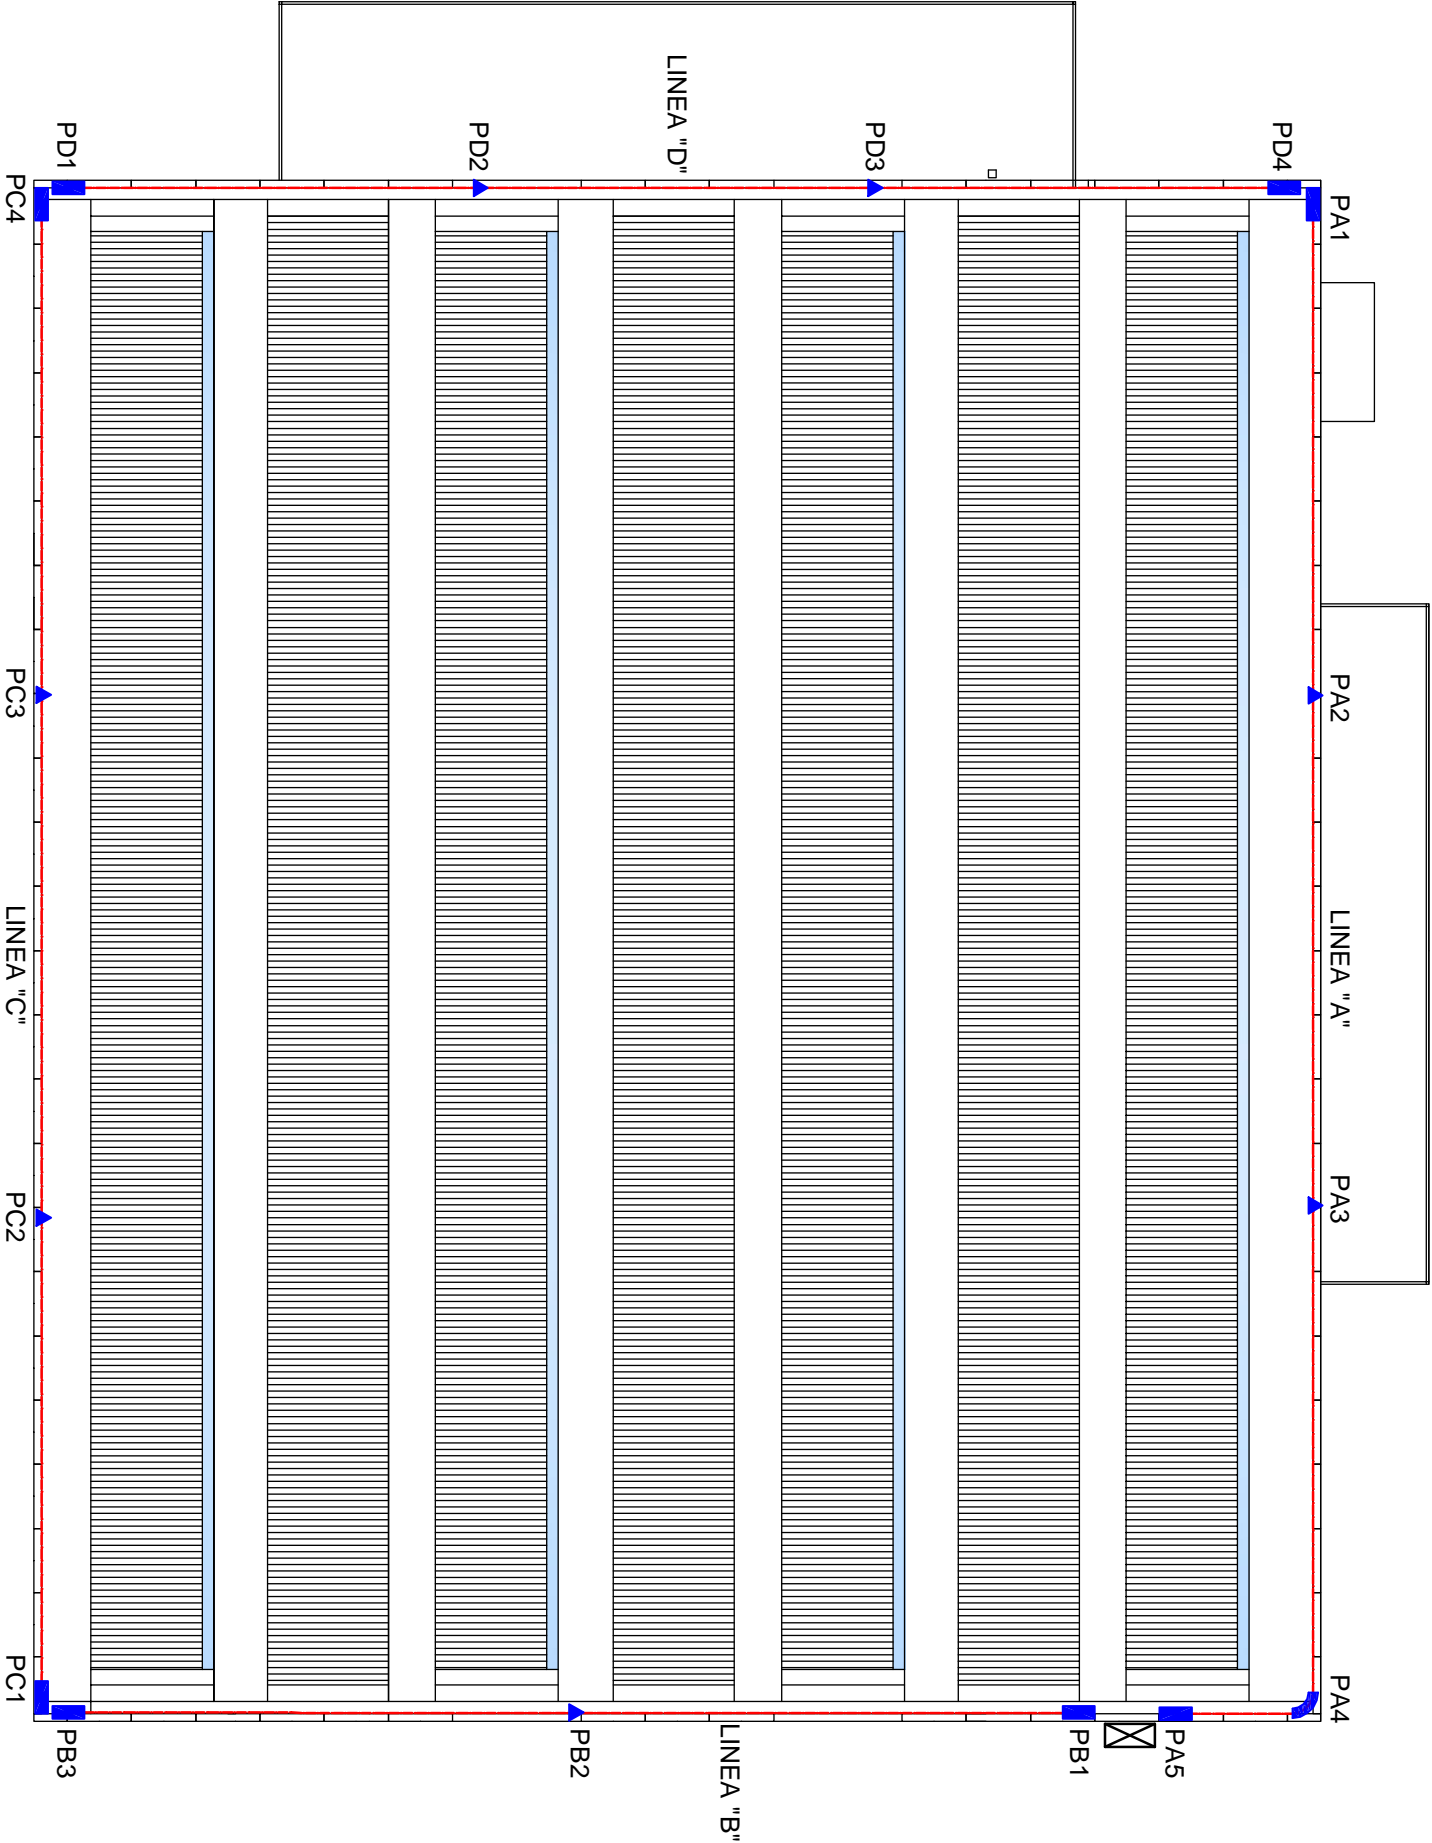 LINEA "D"
PD1
PD2
PD3
PD4
PC4
PA1
PC3
PA2
LINEA "C"
LINEA "A"
PC2
PA3
PC1
PA4
PB3
PB2
LINEA "B"
PB1
PA5